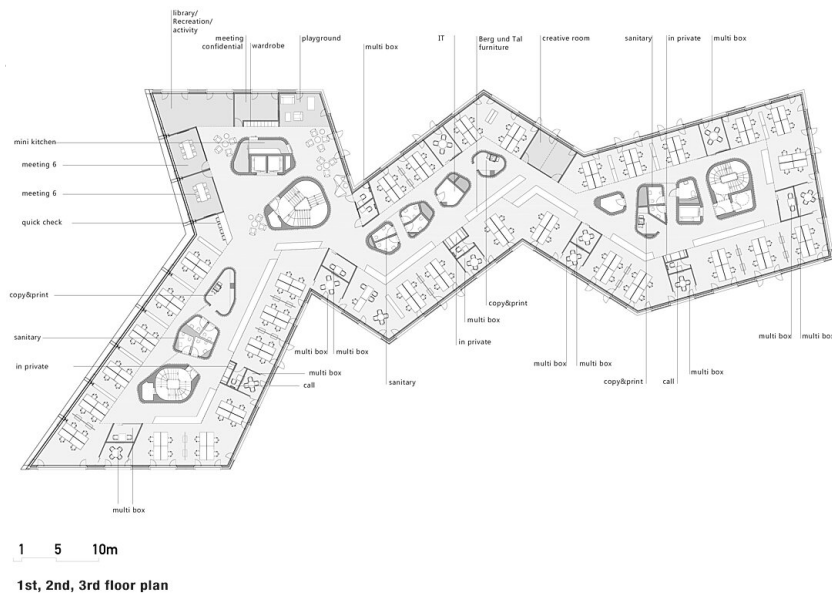 library/
Recreation/
activity
meeting
confidential
wardrobe
playground
multi box
IT
Berg und Tal
furniture
creative room
sanitary
in private
multi box
mini kitchen
meeting 6
meeting 6
quick check
copy&print
sanitary
in private
multi box
multi box
multi box
call
sanitary
in private
multi box
copy&print
multi box
multi box
copy&print
call
multi box
multi box
multi box
multi box
1 5 10m
1st, 2nd, 3rd floor plan